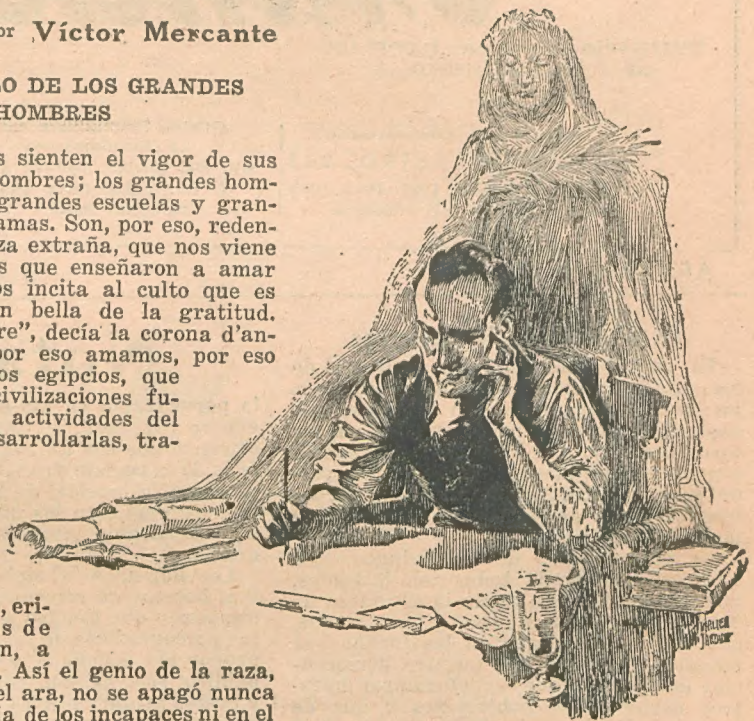 or Víctor Mercante
O DE LOS GRANDES
HOMBRES
s sienten el vigor de sus
ombres; los grandes hom-
grandes escuelas y gran-
amas. Son, por eso, reden-
za extraña, que nos viene
s que enseñaron a amar
os incita al culto que es
n bella de la gratitud.
re”, decía la corona d'an-
por eso amamos, por eso
os egipcios, que
civilizaciones fu-
actividades del
sarrollarlas, tra-
, eri-
s de
n, a
. Así el genio de la raza,
el ara, no se apagó nunca
ia de los incapaces ni en el